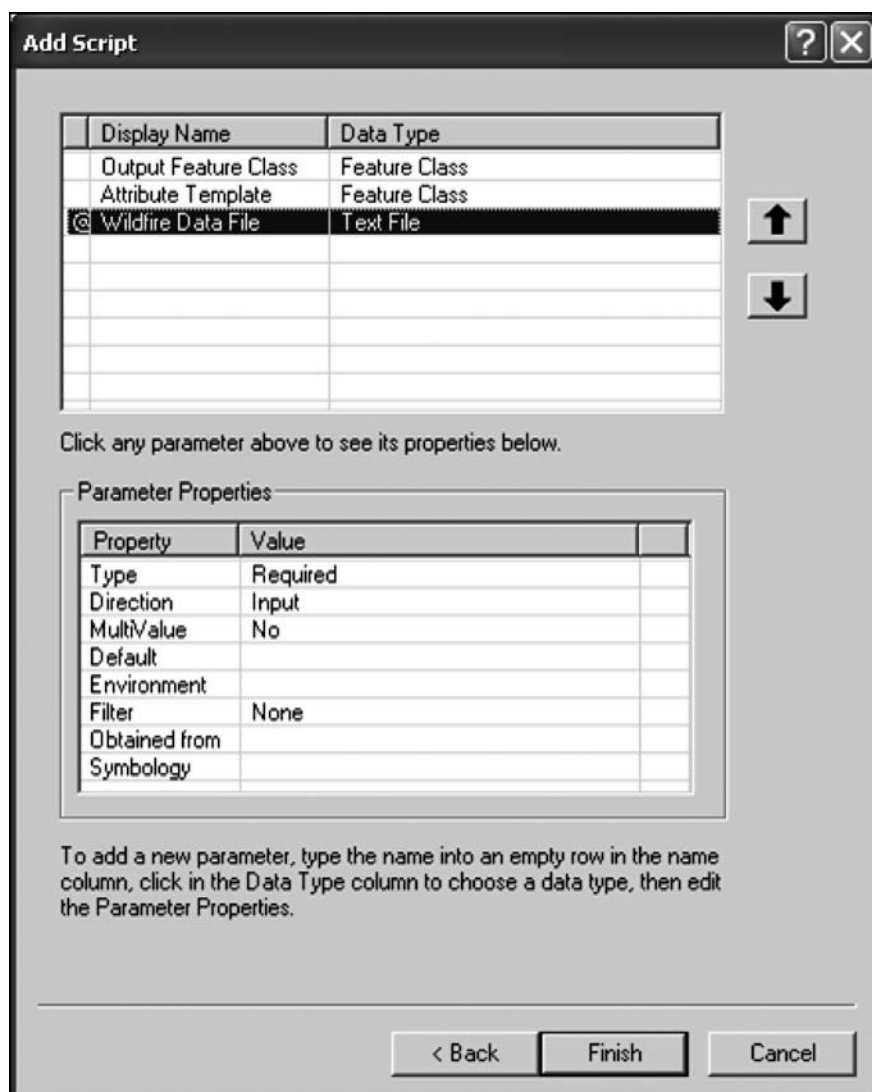 Add Script
Display Name Data Type
Output Feature Class Feature Class
Attribute Template Feature Class
@ Wildfire Data File Text File
Click any parameter above to see its properties below.
Parameter Properties
Property Value
Type Required
Direction Input
MultiValue No
Default
Environment
Filter None
Obtained from
Symbology
To add a new parameter, type the name into an empty row in the name
column, click in the Data Type column to choose a data type, then edit
the Parameter Properties.
< Back Finish Cancel